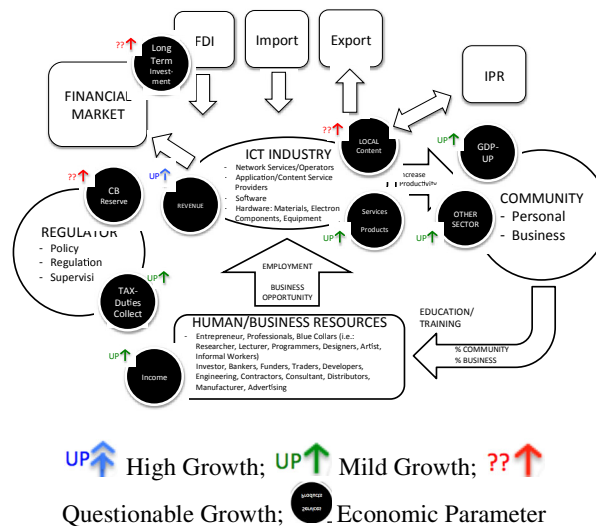 ?? Long Term Invest- ment
FDI
Import
Export
IPR
FINANCIAL
MARKET
?? LOCAL
Content
UP GDP-
UP
ICT INDUSTRY
- Network Services/Operators
- Application/Content Service
Providers
- Software
- Hardware: Materials, Electron
Components, Equipment
?? CB
Reserve
UP REVENUE
UP Services
Products
UP OTHER
SECTOR
COMMUNITY
- Personal
- Business
REGULATOR
- Policy
- Regulation
- Supervisi
UP TAX-
Duties
Collect
EMPLOYMENT
BUSINESS
OPPORTUNITY
EDUCATION/
TRAINING
% COMMUNITY
% BUSINESS
HUMAN/BUSINESS RESOURCES
- Entrepreneur, Professionals, Blue Collars (i.e.:
Researcher, Lecturer, Programmers, Designers, Artist,
Informal Workers)
Investor, Bankers, Funders, Traders, Developers,
Engineering, Contractors, Consultant, Distributors,
Manufacturer, Advertising
UP Income
UP High Growth; UP Mild Growth; ??
Questionable Growth; Services Products Economic Parameter